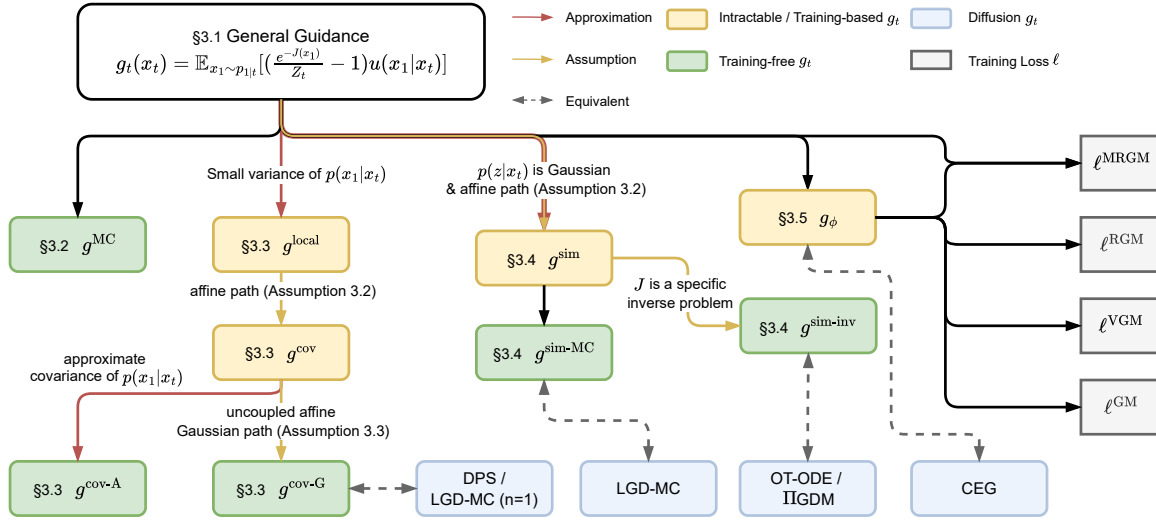 §3.1 General Guidance
g_t(x_t) = 𝔼_{x_1∼p_{1|t}}[(\frac{e^{-J(x_1)}}{Z_t} − 1)u(x_1|x_t)]
Approximation
Assumption
Equivalent
Intractable / Training-based g_t
Training-free g_t
Diffusion g_t
Training Loss ℓ
Small variance of p(x_1|x_t)
p(z|x_t) is Gaussian
& affine path (Assumption 3.2)
§3.2 g^MC
§3.3 g^local
§3.4 g^sim
§3.5 g_ϕ
ℓ^MRGM
ℓ^RGM
ℓ^VGM
ℓ^GM
affine path (Assumption 3.2)
J is a specific
inverse problem
§3.3 g^cov
§3.4 g^sim-MC
§3.4 g^sim-inv
approximate
covariance of p(x_1|x_t)
uncoupled affine
Gaussian path (Assumption 3.3)
§3.3 g^cov-A
§3.3 g^cov-G
DPS /
LGD-MC (n=1)
LGD-MC
OT-ODE /
ΠGDM
CEG